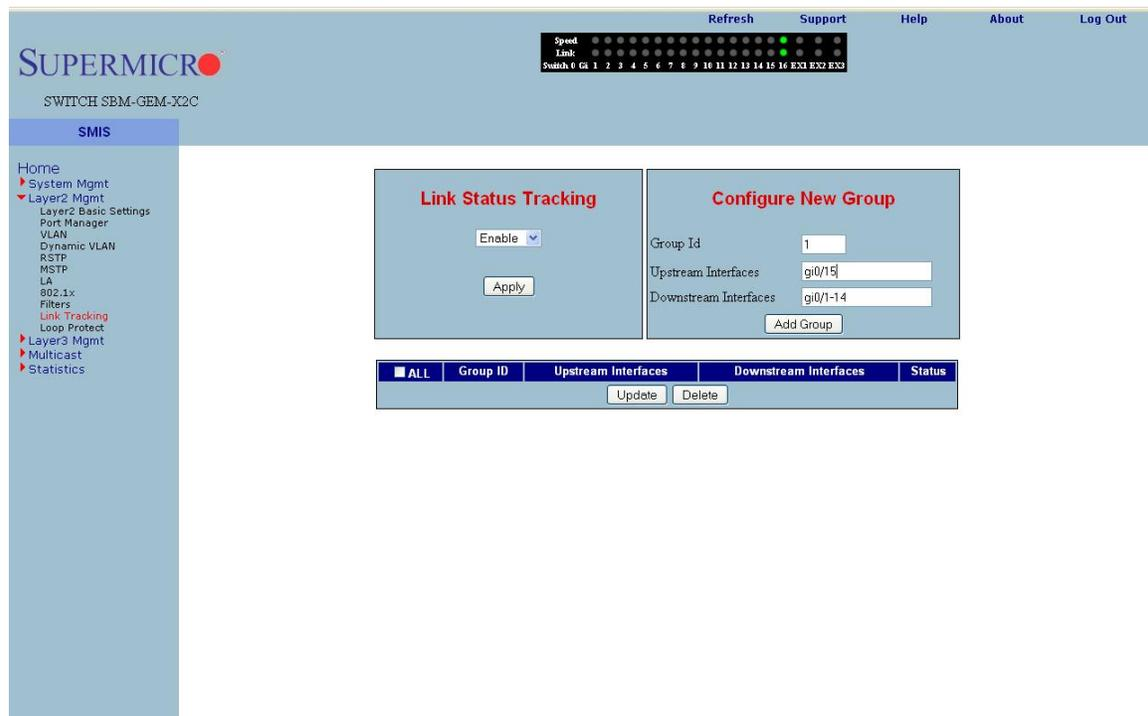 Refresh Support Help About Log Out
SUPERMICRO
Speed
Link
Switch 0 Gi 1 2 3 4 5 6 7 8 9 10 11 12 13 14 15 16 EX1 EX2 EX3
SWITCH SBM-GEM-X2C
SMIS
Home
System Mgmt
Layer2 Mgmt
Layer2 Basic Settings
Port Manager
VLAN
Dynamic VLAN
RSTP
MSTP
LA
802.1x
Filters
Link Tracking
Loop Protect
Layer3 Mgmt
Multicast
Statistics
Link Status Tracking
Enable
Apply
Configure New Group
Group Id 1
Upstream Interfaces gi0/15
Downstream Interfaces gi0/1-14
Add Group
ALL Group ID Upstream Interfaces Downstream Interfaces Status
Update Delete